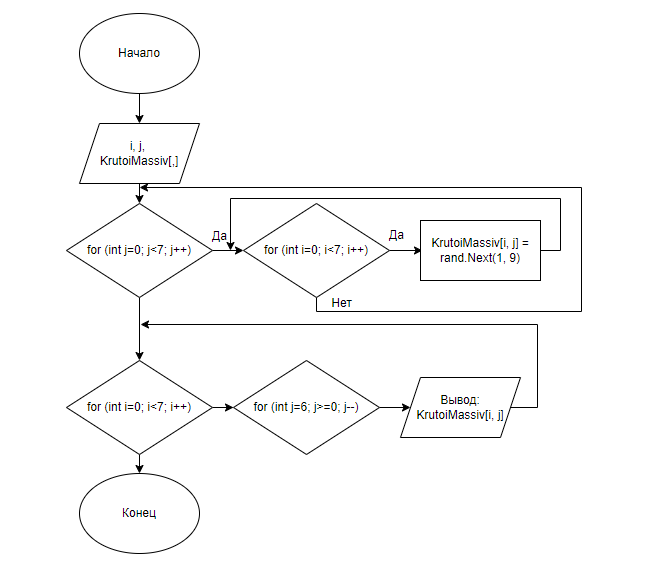 Начало
i, j,
KrutoiMassiv[,]
for (int j=0; j<7; j++)
Да
for (int i=0; i<7; i++)
Да
KrutoiMassiv[i, j] =
rand.Next(1, 9)
Нет
for (int i=0; i<7; i++)
for (int j=6; j>=0; j--)
Вывод:
KrutoiMassiv[i, j]
Конец